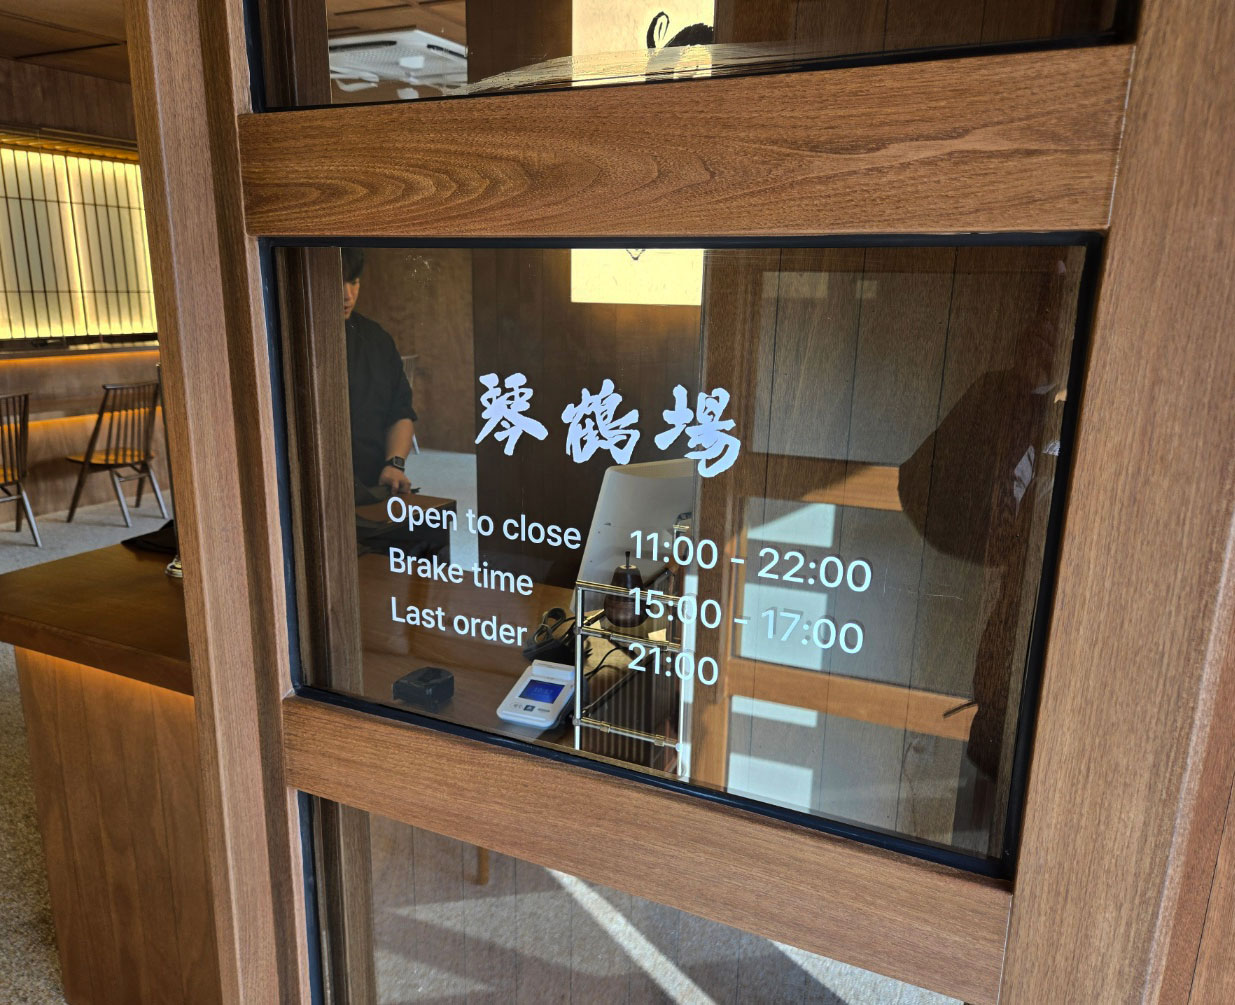 琴鶴場
Open to close 11:00 - 22:00
Brake time 15:00 - 17:00
Last order 21:00